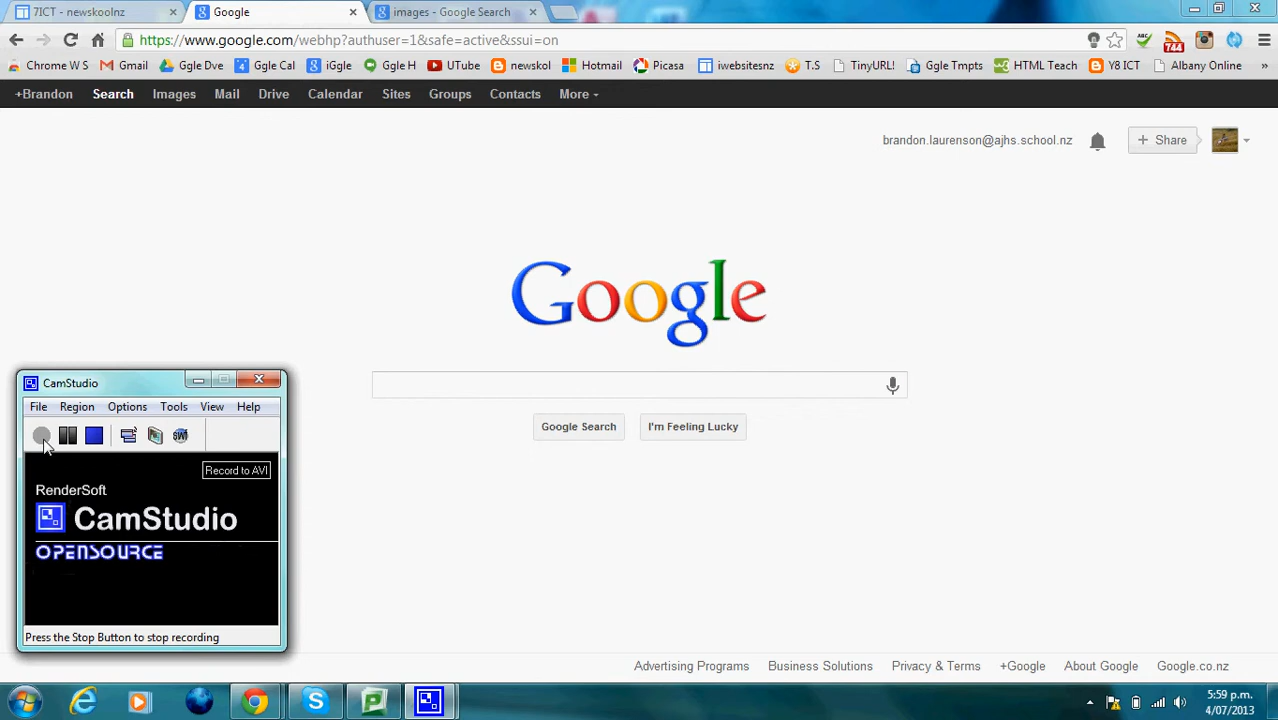 7ICT - newskoolnz
Google
images - Google Search
https://www.google.com/webhp?authuser=1&safe=active&ssui=on
ABC
744
Chrome W S
Gmail
Ggle Dve
4
Ggle Cal
iGgle
Ggle H
UTube
newskol
Hotmail
Picasa
iwebsitesnz
T.S
TinyURL!
Ggle Tmpts
HTML Teach
Y8 ICT
Albany Online
»
+Brandon
Search
Images
Mail
Drive
Calendar
Sites
Groups
Contacts
More
brandon.laurenson@ajhs.school.nz
+ Share
Google
Google Search
I'm Feeling Lucky
CamStudio
File
Region
Options
Tools
View
Help
SWF
Record to AVI
RenderSoft
CamStudio
OPENSOURCE
Press the Stop Button to stop recording
Advertising Programs
Business Solutions
Privacy & Terms
+Google
About Google
Google.co.nz
5:59 p.m.
4/07/2013